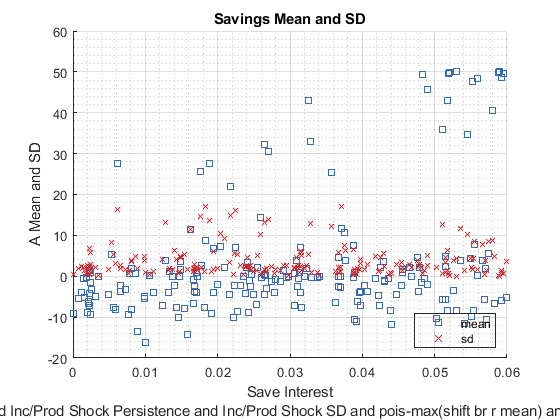 Savings Mean and SD
60
50
40
30
20
10
0
-10
-20
A Mean and SD
mean
sd
0
0.01
0.02
0.03
0.04
0.05
0.06
Save Interest
d Inc/Prod Shock Persistence and Inc/Prod Shock SD and pois-max(shift br r mean) an